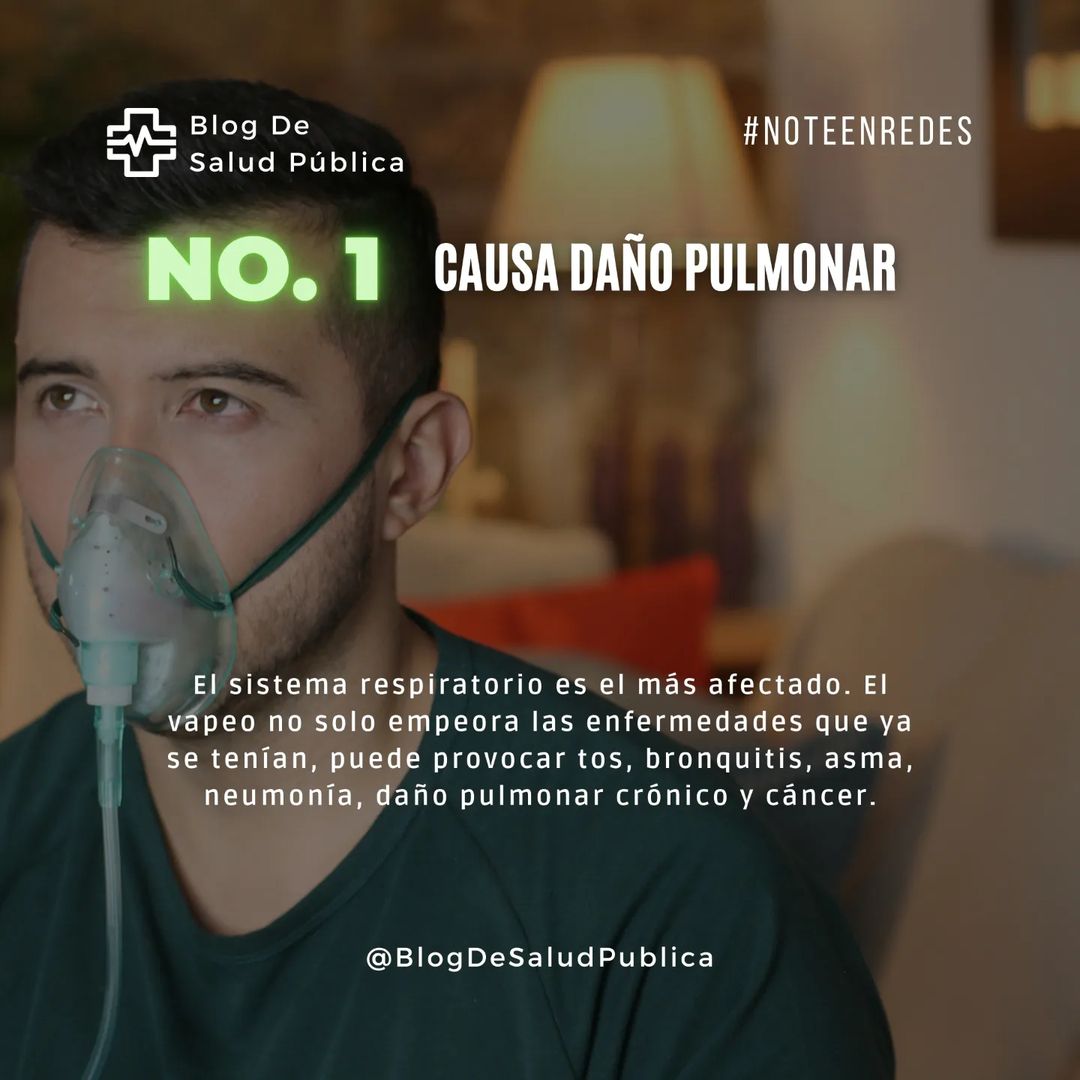 Blog De
Salud Pública
#NOTEENREDES
NO. 1 CAUSA DAÑO PULMONAR
El sistema respiratorio es el más afectado. El
vapeo no solo empeora las enfermedades que ya
se tenían, puede provocar tos, bronquitis, asma,
neumonía, daño pulmonar crónico y cáncer.
@BlogDeSaludPublica